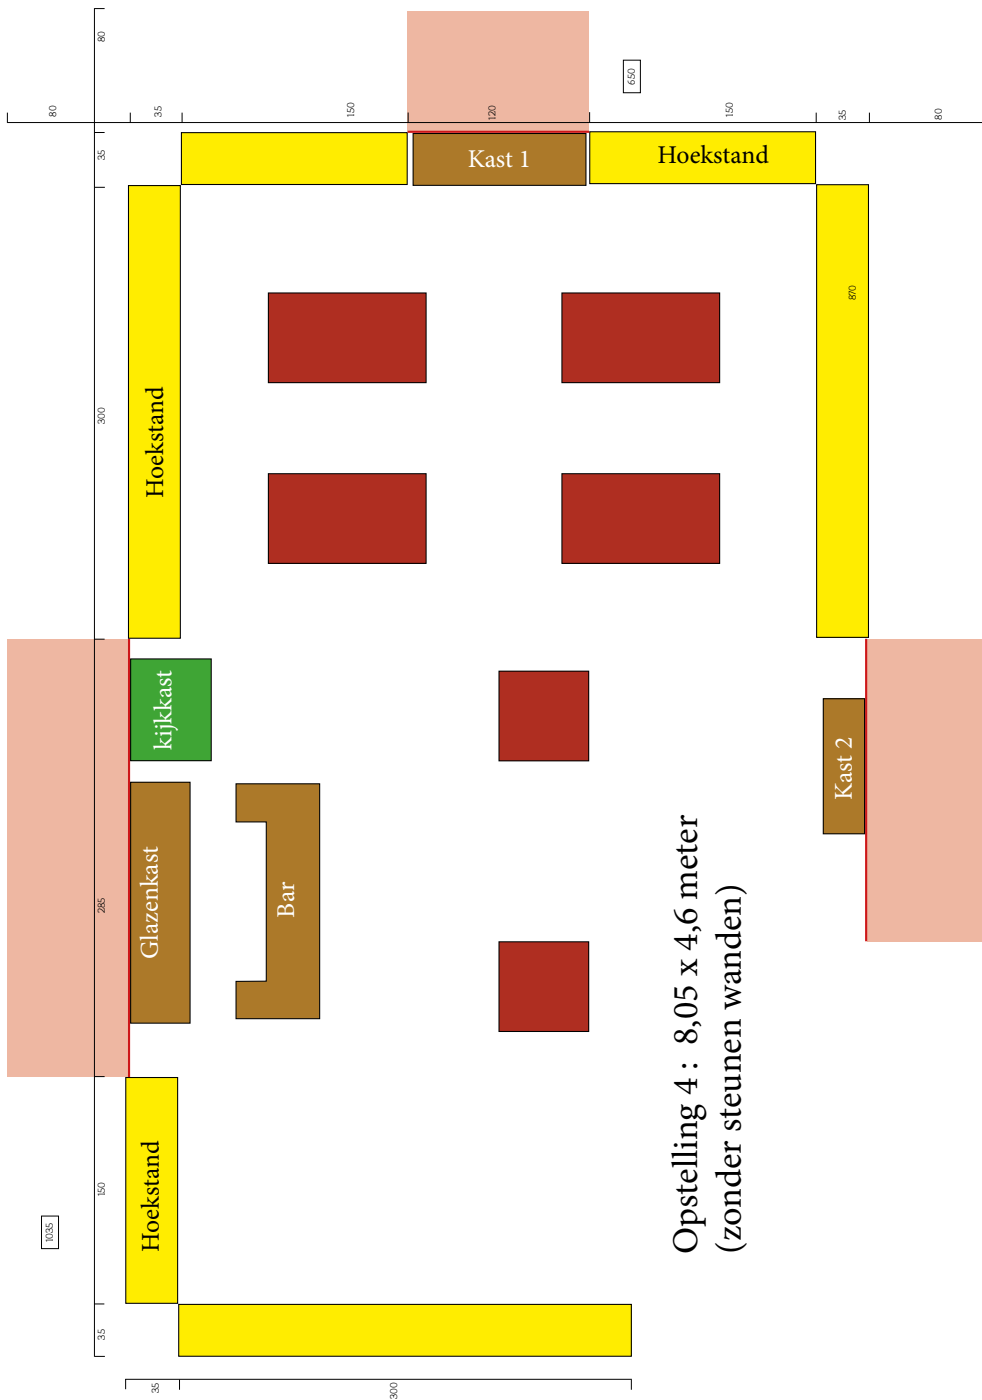 80
650
80
35
150
120
150
35
80
35
Kast 1
Hoekstand
870
300
Hoekstand
kijkkast
Kast 2
Glazenkast
Bar
285
Opstelling 4 : 8,05 x 4,6 meter
(zonder steunen wanden)
150
Hoekstand
1035
35
35
300